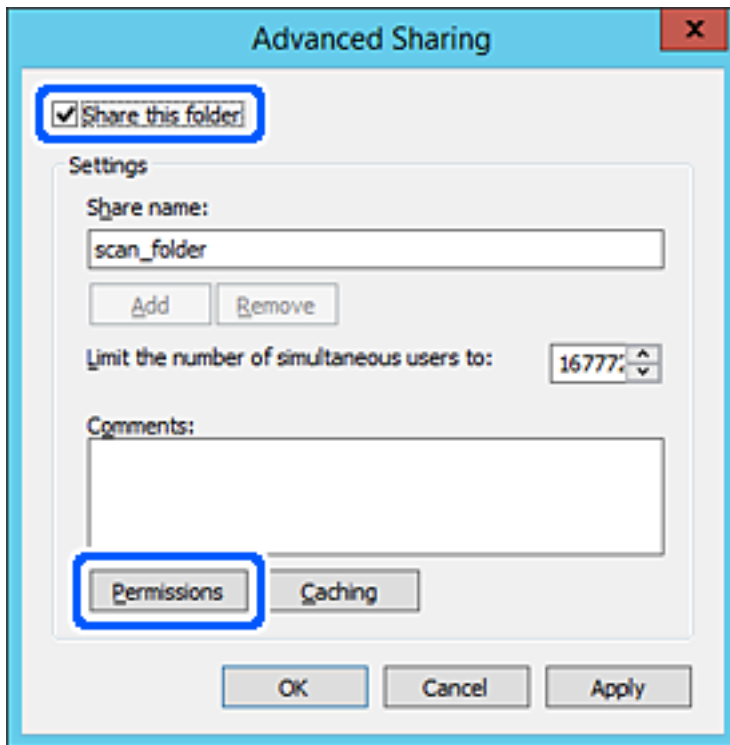 Advanced Sharing
x
Share this folder
Settings
Share name:
scan_folder
Add Remove
Limit the number of simultaneous users to:
Comments:
Permissions Caching
OK Cancel Apply